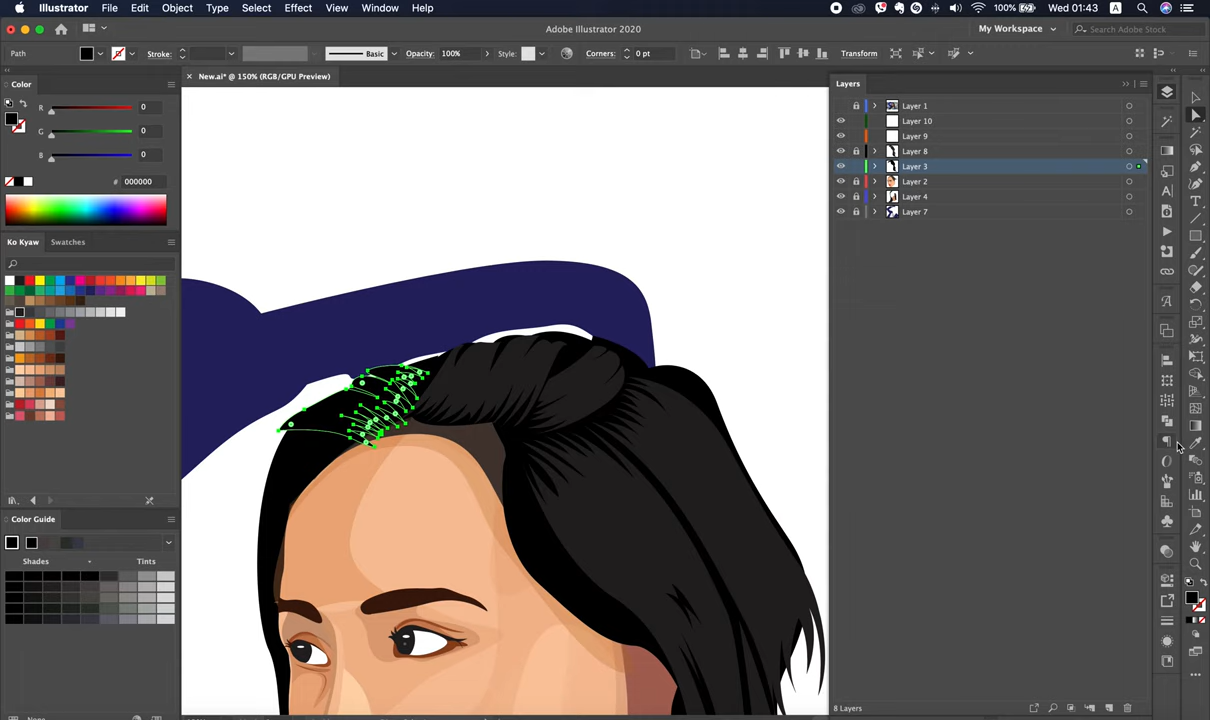 Illustrator File Edit Object Type Select Effect View Window Help 100% Wed 01:43 A
Adobe Illustrator 2020 My Workspace Search Adobe Stock
Path Stroke: Basic Opacity: 100% Style: Corners: 0 pt Transform
Color
New.ai* @ 150% (RGB/GPU Preview)
Layers
R 0
G 0
B 0
# 000000
Ko Kyaw Swatches
Color Guide
Shades Tints
None
Layer 1
Layer 10
Layer 9
Layer 8
Layer 3
Layer 2
Layer 4
Layer 7
8 Layers